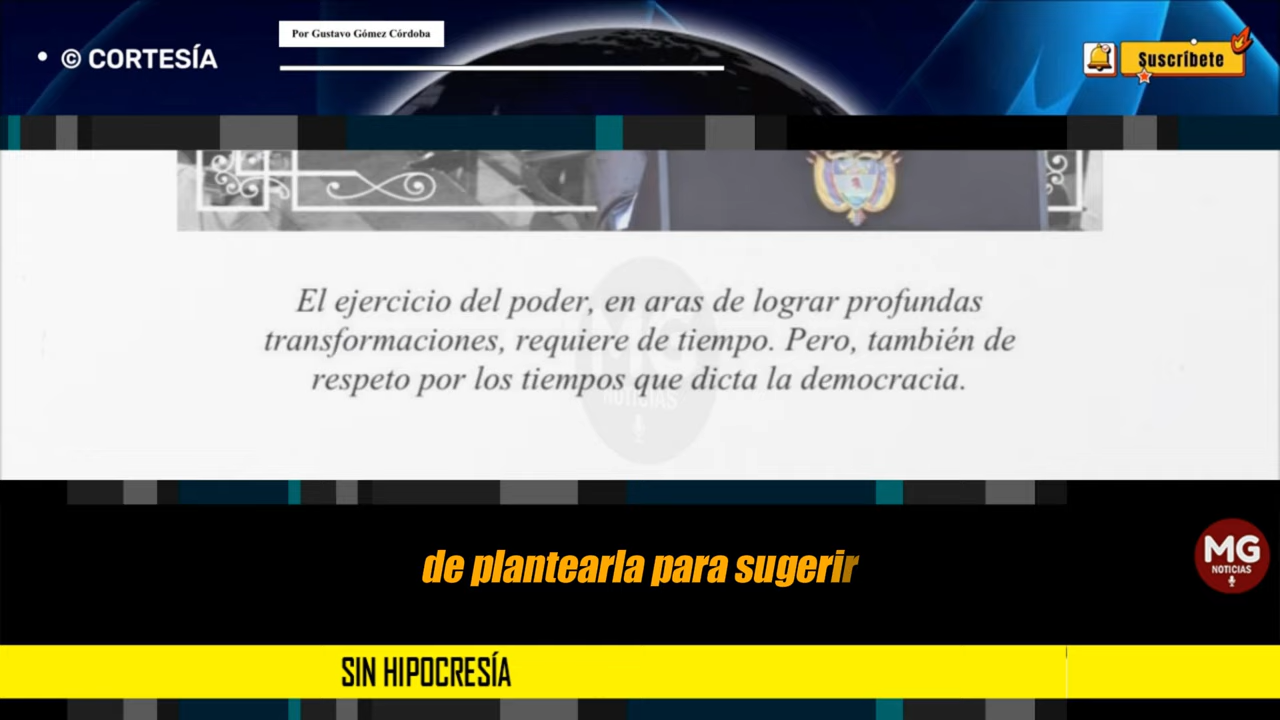 © CORTESÍA
Por Gustavo Gómez Córdoba
Suscríbete
El ejercicio del poder, en aras de lograr profundas
transformaciones, requiere de tiempo. Pero, también de
respeto por los tiempos que dicta la democracia.
MG
NOTICIAS
de plantearla para sugerir
MG
NOTICIAS
SIN HIPOCRESÍA